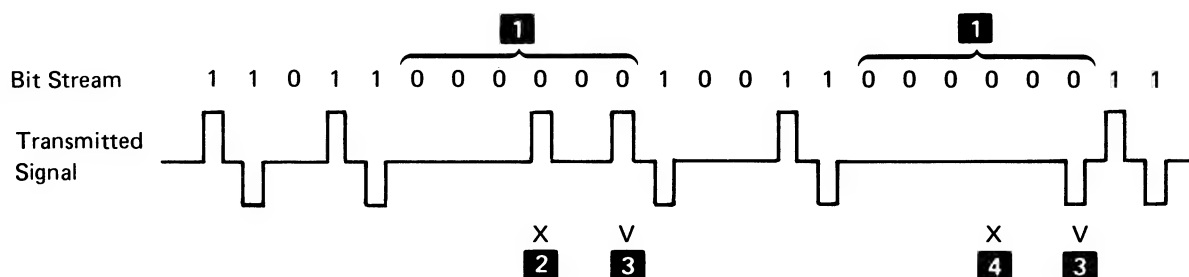 1 1
Bit Stream 1 1 0 1 1 0 0 0 0 0 0 1 0 0 1 1 0 0 0 0 0 0 1 1
Transmitted
Signal
X V X V
2 3 4 3